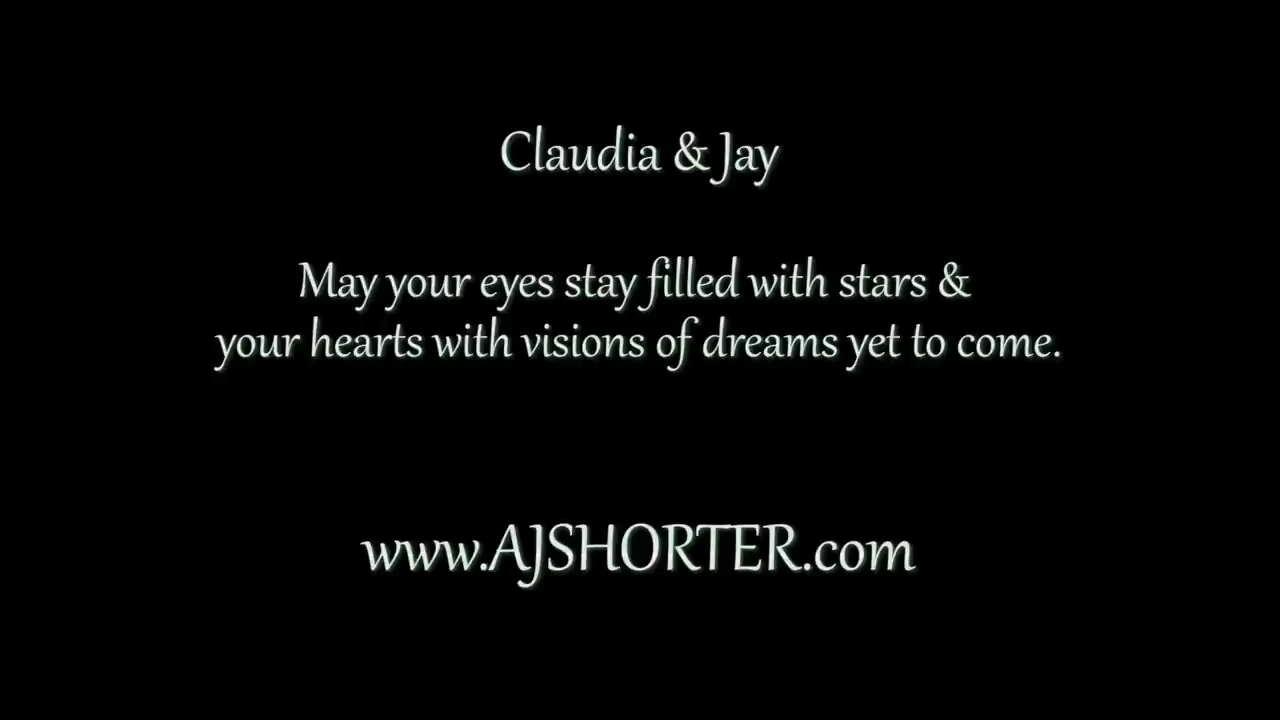 Claudia & Jay
May your eyes stay filled with stars &
your hearts with visions of dreams yet to come.
www.AJSHORTER.com